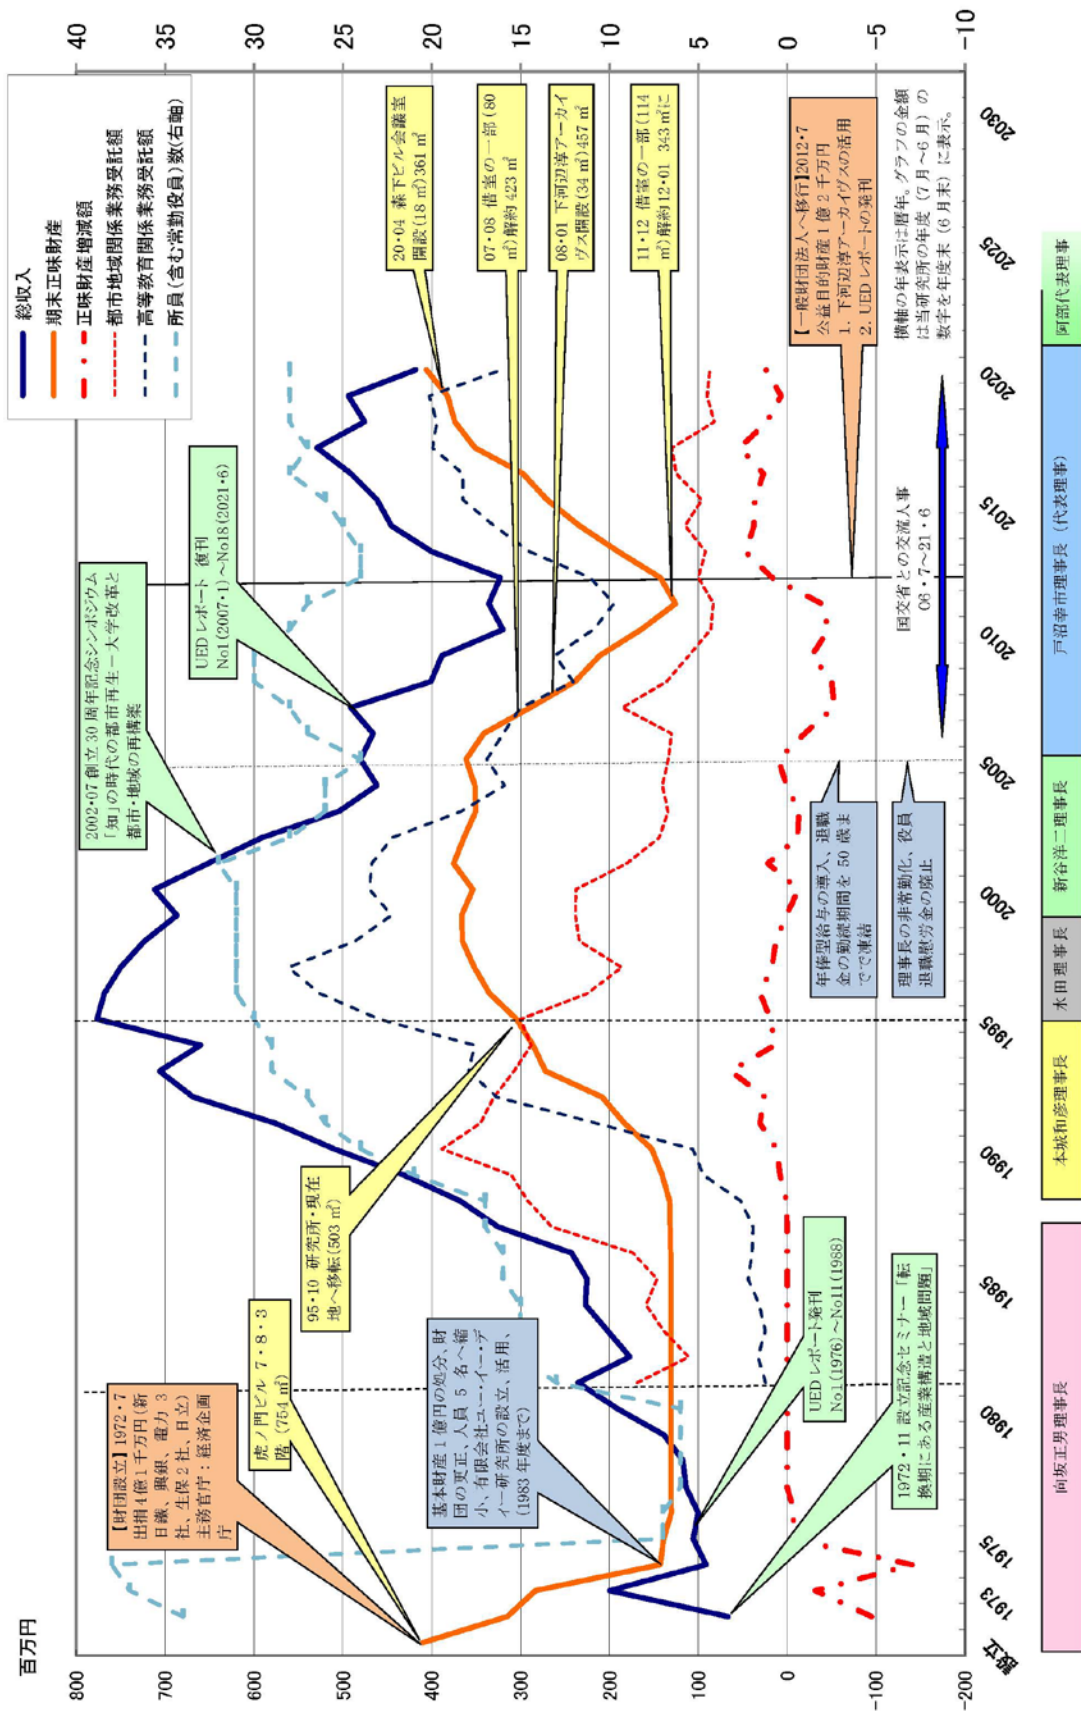 百万円
800
700
600
500
400
300
200
100
0
-100
-200
40
35
30
25
20
15
10
5
0
-5
-10
総収入
期末正味財産
正味財産増減額
都市地域関係業務受託額
高等教育関係業務受託額
所員(含む常勤役員)数(右軸)
【財団設立】1972・7
出捐4億1千万円(新
日鐵、興銀、電力3
社、生保2社、日立)
主務官庁：経済企画
庁
虎ノ門ビル7・8・3
階 (754㎡)
95・10 研究所・現在
地へ移転(503㎡)
基本財産1億円の処分、財
団の更正、人員5名へ縮
小、有限会社ユー・イー・デ
ィー研究所の設立、活用、
(1983年度まで)
UEDレポート発刊
No1(1976)～No11(1988)
1972・11 設立記念セミナー「転
換期にある産業構造と地域問題」
2002・07 創立30周年記念シンポジウム
「知」の時代の都市再生－大学改革と
都市・地域の再構築
UEDレポート 復刊
No1(2007・1)～No18(2021・6)
20・04 森下ビル会議室
開設(18㎡)361㎡
07・08 借室の一部(80
㎡)解約423㎡
08・01 下河辺淳アーカイ
ヴス開設(34㎡)457㎡
11・12 借室の一部(114
㎡)解約12・01 343㎡に
【一般財団法人へ移行】2012・7
公益目的財産1億2千万円
1. 下河辺淳アーカイヴスの活用
2. UEDレポートの発刊
年俸型給与の導入、退職
金の勤続期間を50歳ま
でで凍結
理事長の非常勤化、役員
退職慰労金の廃止
国交省との交流人事
06・7～21・6
横軸の年表示は暦年。グラフの金額
は当研究所の年度(7月～6月)の
数字を年度末(6月末)に表示。
設立
1973
1975
1980
1985
1990
1995
2000
2005
2010
2015
2020
2025
2030
向坂正男理事長
本城和彦理事長
水田理事長
新谷洋二理事長
戸沼幸市理事長(代表理事)
阿部代表理事